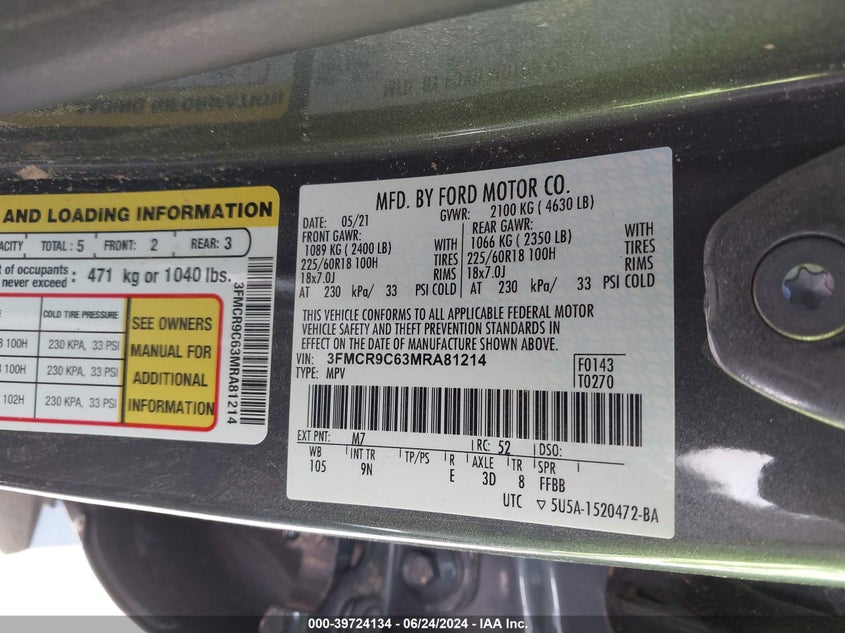 AND LOADING INFORMATION
TOTAL : 5 FRONT: 2 REAR: 3
of occupants
never exceed : 471 kg or 1040 lbs.
COLD TIRE PRESSURE
100H 230 KPA, 33 PSI
100H 230 KPA, 33 PSI
102H 230 KPA, 33 PSI
SEE OWNERS
MANUAL FOR
ADDITIONAL
INFORMATION
3FMCR9C63MRA81214
MFD. BY FORD MOTOR CO.
DATE: 05/21 GVWR: 2100 KG ( 4630 LB)
FRONT GAWR: REAR GAWR:
1089 KG ( 2400 LB) WITH 1066 KG ( 2350 LB) WITH
225/60R18 100H TIRES 225/60R18 100H TIRES
18x7.0J RIMS 18x7.0J RIMS
AT 230 kPa/ 33 PSI COLD AT 230 kPa/ 33 PSI COLD
THIS VEHICLE CONFORMS TO ALL APPLICABLE FEDERAL MOTOR
VEHICLE SAFETY AND THEFT PREVENTION STANDARDS IN
EFFECT ON THE DATE OF MANUFACTURE SHOWN ABOVE.
VIN: 3FMCR9C63MRA81214
TYPE: MPV
F0143
T0270
EXT PNT: M7 RC: 52 DSO:
WB INT TR TP/PS R AXLE TR SPR
105 9N E 3D 8 FFBB
UTC ▽ 5U5A-1520472-BA
000-39724134 - 06/24/2024 - IAA Inc.